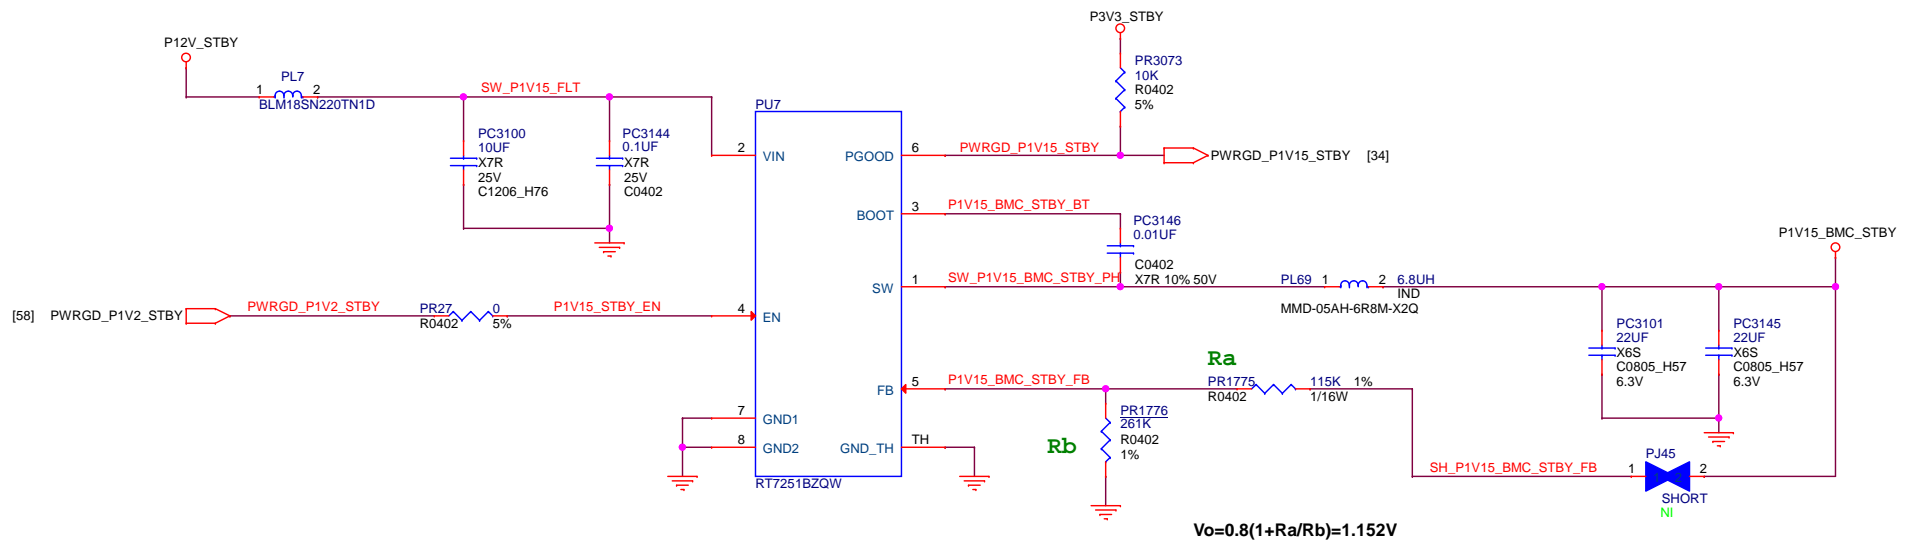 P3V3_STBY
P12V_STBY
PR3073
10K
R0402
5%
PL7
1 2
BLM18SN220TN1D
SW_P1V15_FLT
PU7
PC3100
10UF
X7R
25V
C1206_H76
PC3144
0.1UF
X7R
25V
C0402
2 VIN
PGOOD 6
PWRGD_P1V15_STBY
PWRGD_P1V15_STBY [34]
BOOT 3
P1V15_BMC_STBY_BT
PC3146
0.01UF
C0402
X7R 10% 50V
P1V15_BMC_STBY
SW 1
SW_P1V15_BMC_STBY_PH
PL69 1 2 6.8UH
IND
MMD-05AH-6R8M-X2Q
[58] PWRGD_P1V2_STBY
PWRGD_P1V2_STBY
PR27 0
R0402 5%
P1V15_STBY_EN
4 EN
PC3101
22UF
X6S
C0805_H57
6.3V
PC3145
22UF
X6S
C0805_H57
6.3V
Ra
FB 5
P1V15_BMC_STBY_FB
PR1775 115K 1%
R0402 1/16W
PR1776
261K
R0402
1%
Rb
7 GND1
8 GND2
GND_TH TH
RT7251BZQW
SH_P1V15_BMC_STBY_FB
PJ45
1 2
SHORT
NI
Vo=0.8(1+Ra/Rb)=1.152V